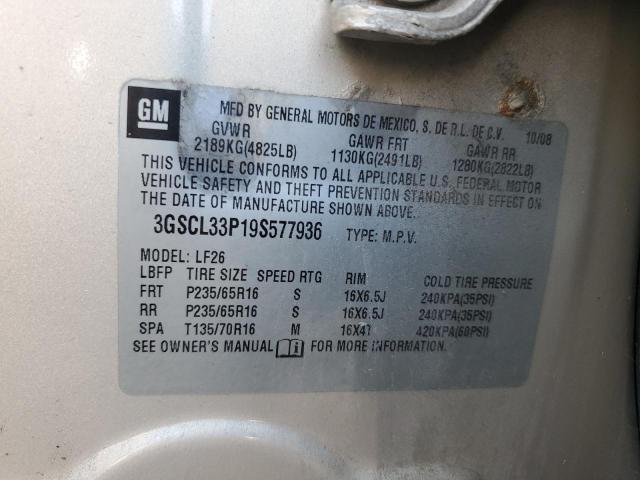 GM
MFD BY GENERAL MOTORS DE MEXICO, S. DE R.L. DE C.V. 10/08
GVWR GAWR FRT GAWR RR
2189KG(4825LB) 1130KG(2491LB) 1280KG(2822LB)
THIS VEHICLE CONFORMS TO ALL APPLICABLE U.S. FEDERAL MOTOR
VEHICLE SAFETY AND THEFT PREVENTION STANDARDS IN EFFECT ON
THE DATE OF MANUFACTURE SHOWN ABOVE.
3GSCL33P19S577936 TYPE: M.P.V.
MODEL: LF26
LBFP TIRE SIZE SPEED RTG RIM COLD TIRE PRESSURE
FRT P235/65R16 S 16X6.5J 240KPA(35PSI)
RR P235/65R16 S 16X6.5J 240KPA(35PSI)
SPA T135/70R16 M 16X4T 420KPA(60PSI)
SEE OWNER'S MANUAL FOR MORE INFORMATION.